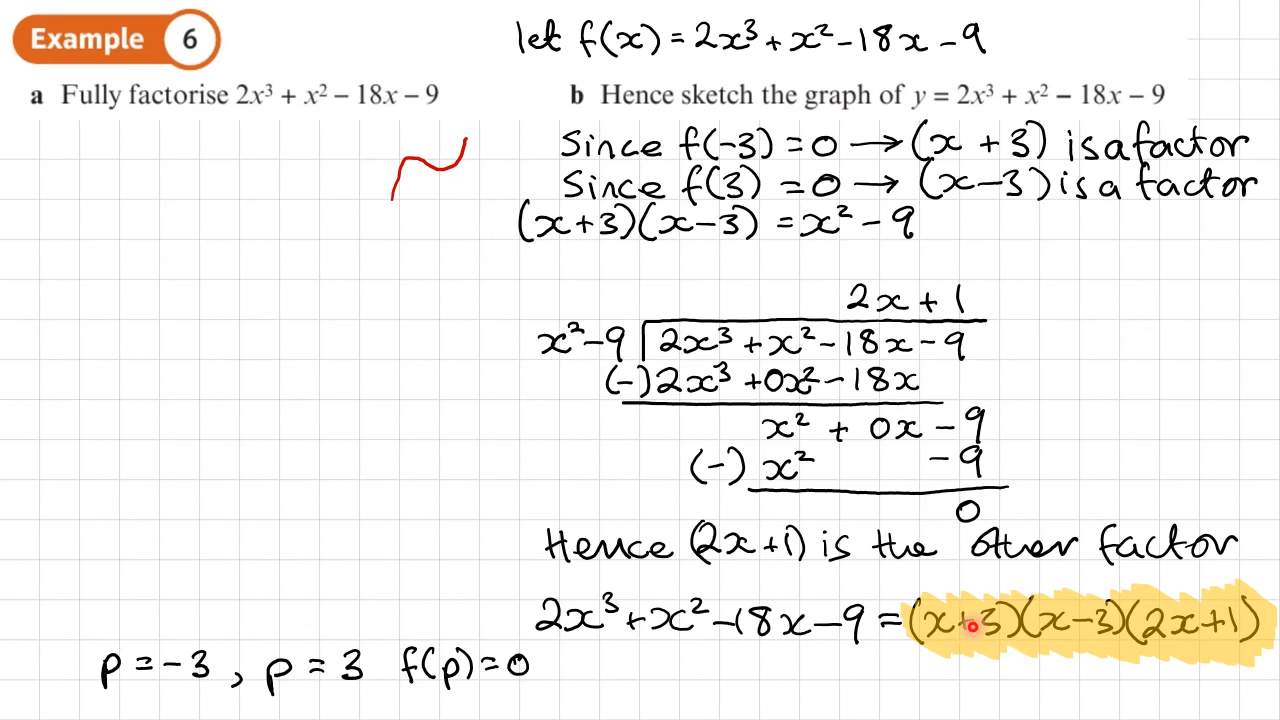 Example 6
let f(x) = 2x³ + x² - 18x - 9
a Fully factorise 2x³ + x² − 18x − 9
b Hence sketch the graph of y = 2x³ + x² − 18x − 9
Since f(-3) = 0 → (x + 3) is a factor
Since f(3) = 0 → (x - 3) is a factor
(x+3)(x-3) = x² - 9
2x + 1
x² - 9 2x³ + x² - 18x - 9
(-) 2x³ + 0x² - 18x
x² + 0x - 9
(-) x² - 9
0
Hence (2x+1) is the other factor
2x³ + x² - 18x - 9 = (x+3)(x-3)(2x+1)
p = -3, p = 3 f(p) = 0